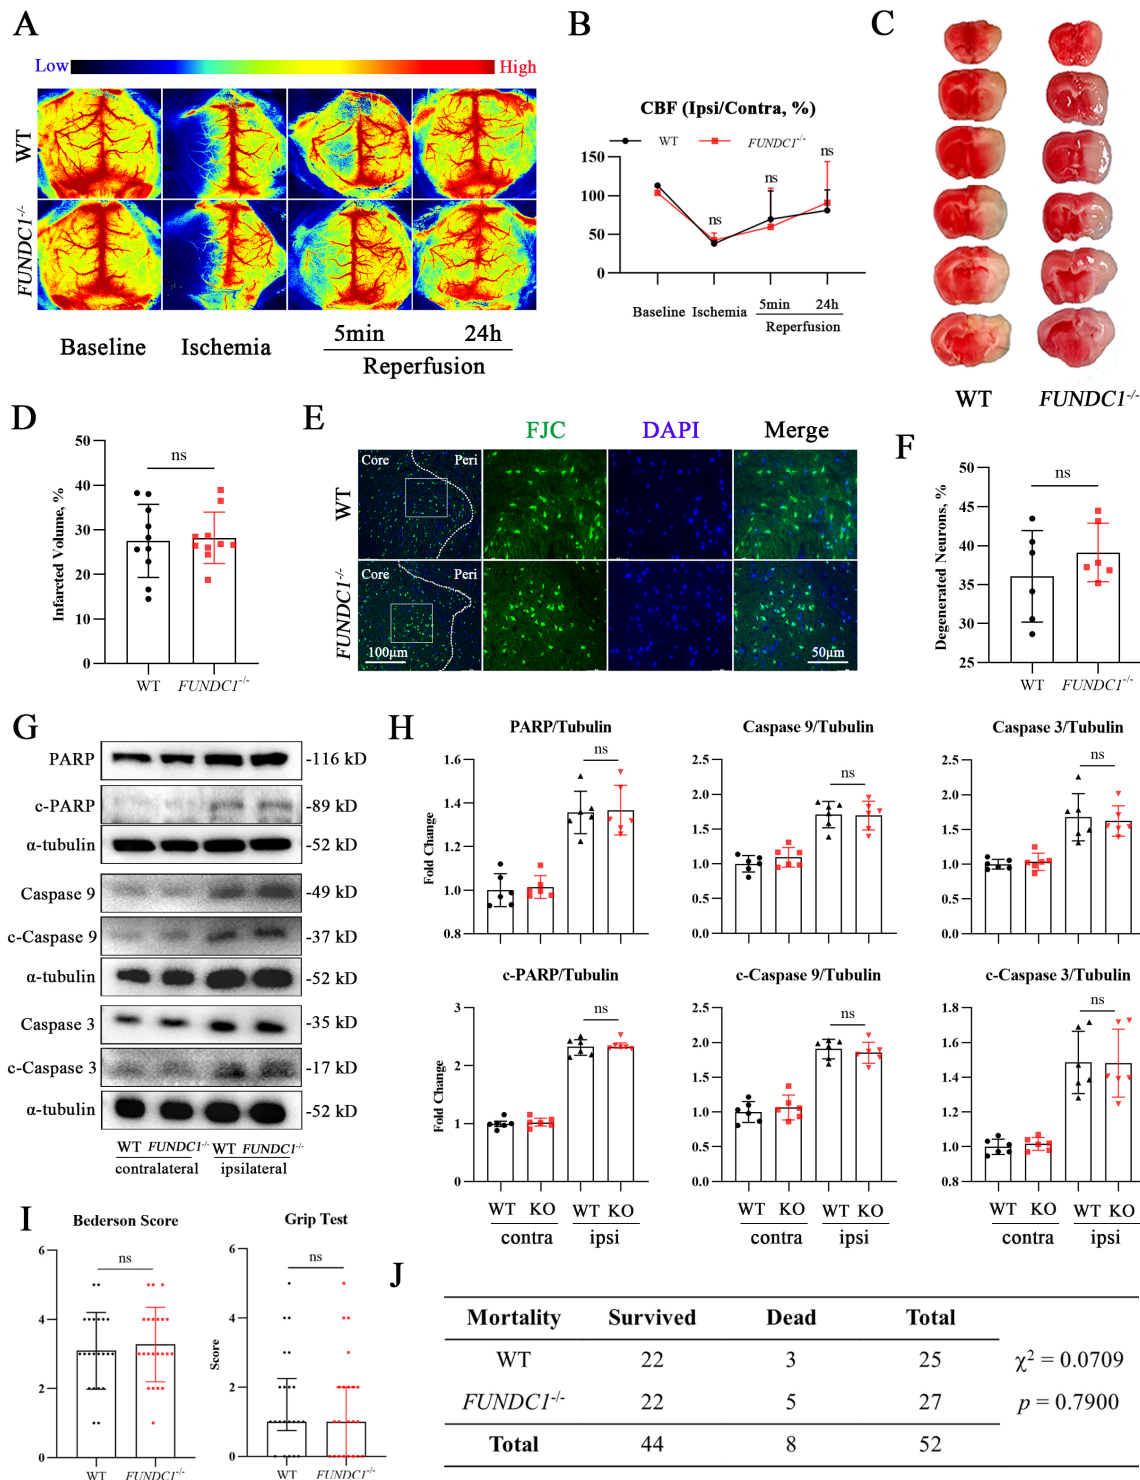 A
Low
High
WT
FUNDC1-/-
Baseline
Ischemia
5min
24h
Reperfusion
B
CBF (Ipsi/Contra, %)
WT
FUNDC1-/-
150
100
50
0
ns
ns
ns
Baseline
Ischemia
5min
24h
Reperfusion
C
WT
FUNDC1-/-
D
Infarcted Volume, %
50
40
30
20
10
0
ns
WT
FUNDC1-/-
E
FJC
DAPI
Merge
WT
Core
Peri
FUNDC1-/-
Core
Peri
100μm
50μm
F
Degenerated Neurons, %
50
45
40
35
30
25
ns
WT
FUNDC1-/-
G
PARP
-116 kD
c-PARP
-89 kD
α-tubulin
-52 kD
Caspase 9
-49 kD
c-Caspase 9
-37 kD
α-tubulin
-52 kD
Caspase 3
-35 kD
c-Caspase 3
-17 kD
α-tubulin
-52 kD
WT FUNDC1-/- WT FUNDC1-/-
contralateral ipsilateral
H
PARP/Tubulin
Fold Change
1.6
1.4
1.2
1.0
0.8
ns
Caspase 9/Tubulin
2.5
2.0
1.5
1.0
0.5
0.0
ns
Caspase 3/Tubulin
2.5
2.0
1.5
1.0
0.5
0.0
ns
c-PARP/Tubulin
Fold Change
3
2
1
0
ns
WT KO WT KO
contra ipsi
c-Caspase 9/Tubulin
2.5
2.0
1.5
1.0
0.5
0.0
ns
WT KO WT KO
contra ipsi
c-Caspase 3/Tubulin
1.8
1.6
1.4
1.2
1.0
0.8
ns
WT KO WT KO
contra ipsi
I
Bederson Score
6
4
2
0
ns
WT
FUNDC1-/-
Grip Test
Score
6
4
2
0
ns
WT
FUNDC1-/-
J
Mortality Survived Dead Total
WT 22 3 25 χ2 = 0.0709
FUNDC1-/- 22 5 27 p = 0.7900
Total 44 8 52